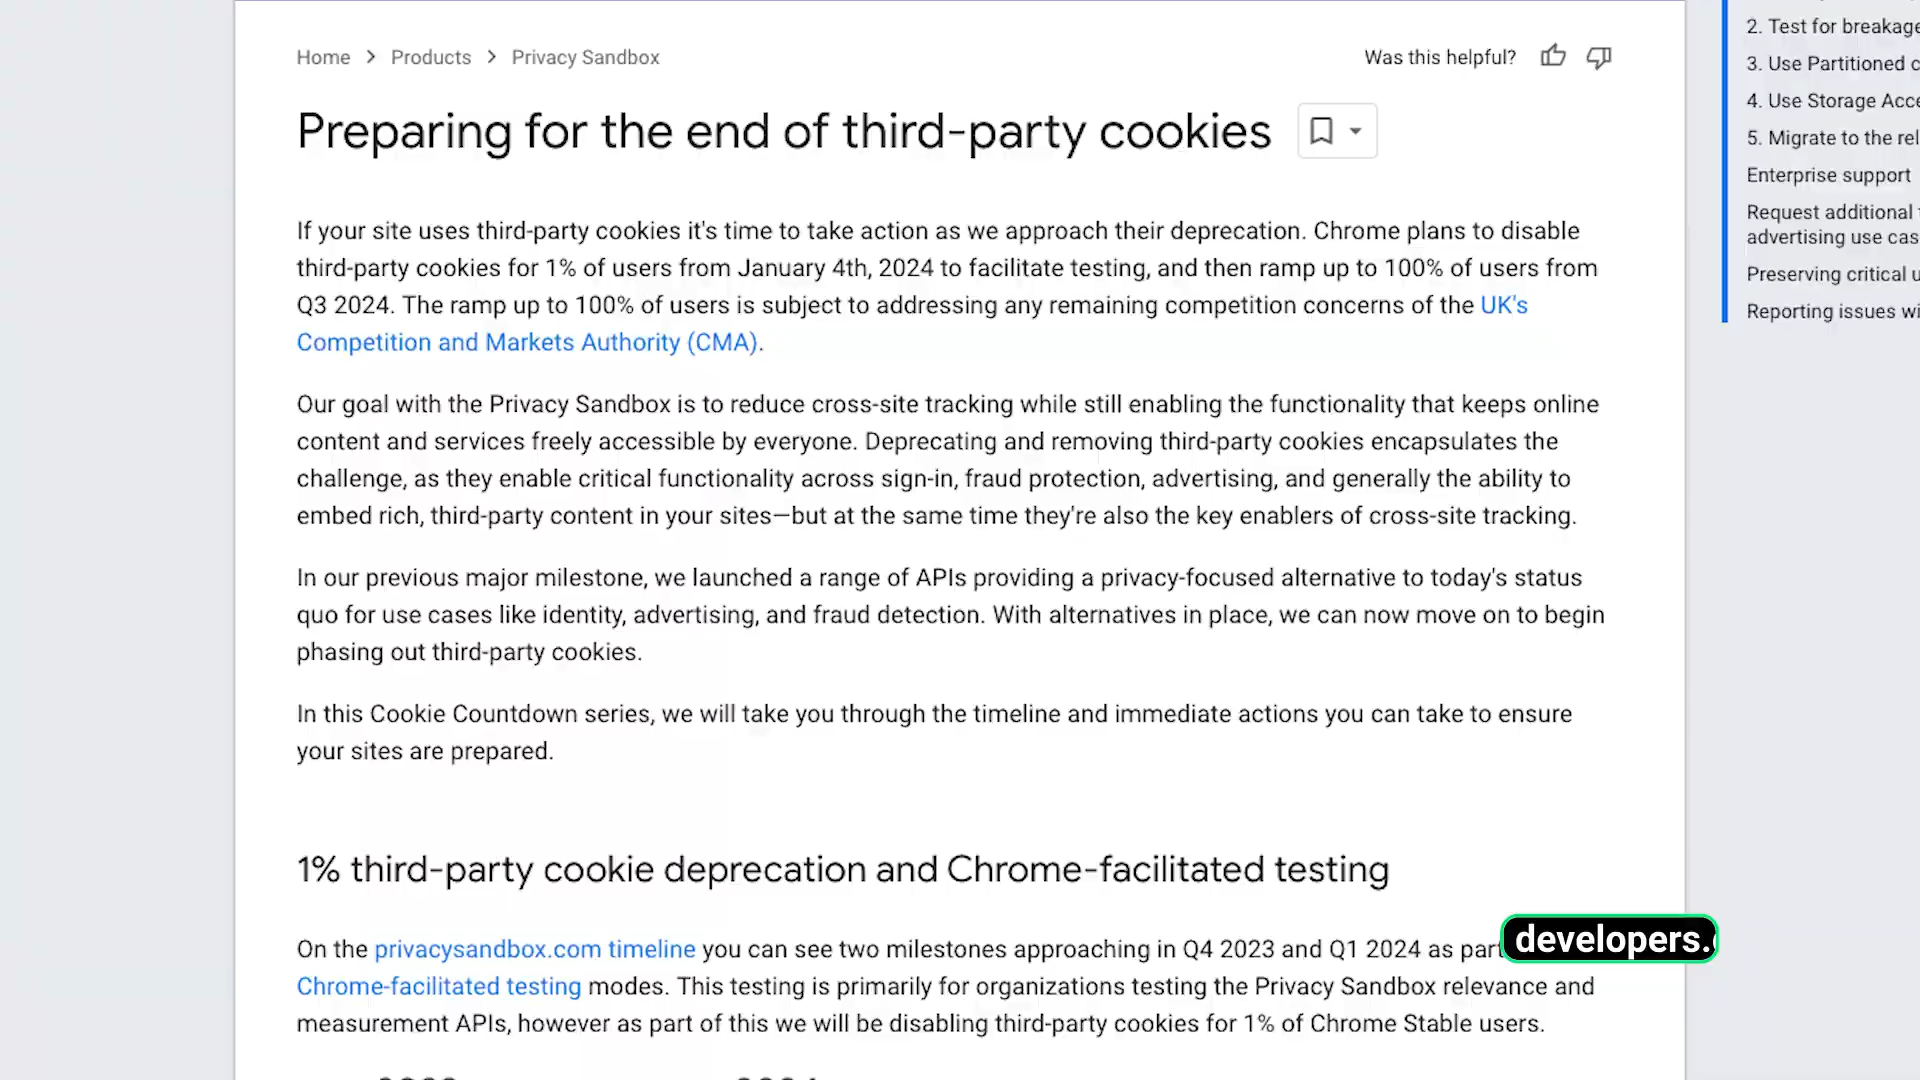 Home > Products > Privacy Sandbox
Was this helpful?
Preparing for the end of third-party cookies
If your site uses third-party cookies it's time to take action as we approach their deprecation. Chrome plans to disable
third-party cookies for 1% of users from January 4th, 2024 to facilitate testing, and then ramp up to 100% of users from
Q3 2024. The ramp up to 100% of users is subject to addressing any remaining competition concerns of the UK's
Competition and Markets Authority (CMA).
Our goal with the Privacy Sandbox is to reduce cross-site tracking while still enabling the functionality that keeps online
content and services freely accessible by everyone. Deprecating and removing third-party cookies encapsulates the
challenge, as they enable critical functionality across sign-in, fraud protection, advertising, and generally the ability to
embed rich, third-party content in your sites—but at the same time they're also the key enablers of cross-site tracking.
In our previous major milestone, we launched a range of APIs providing a privacy-focused alternative to today's status
quo for use cases like identity, advertising, and fraud detection. With alternatives in place, we can now move on to begin
phasing out third-party cookies.
In this Cookie Countdown series, we will take you through the timeline and immediate actions you can take to ensure
your sites are prepared.
1% third-party cookie deprecation and Chrome-facilitated testing
On the privacysandbox.com timeline you can see two milestones approaching in Q4 2023 and Q1 2024 as part
Chrome-facilitated testing modes. This testing is primarily for organizations testing the Privacy Sandbox relevance and
measurement APIs, however as part of this we will be disabling third-party cookies for 1% of Chrome Stable users.
developers.
2. Test for breakage
3. Use Partitioned
4. Use Storage
5. Migrate to the
Enterprise support
Request additional
advertising use
Preserving critical
Reporting issues